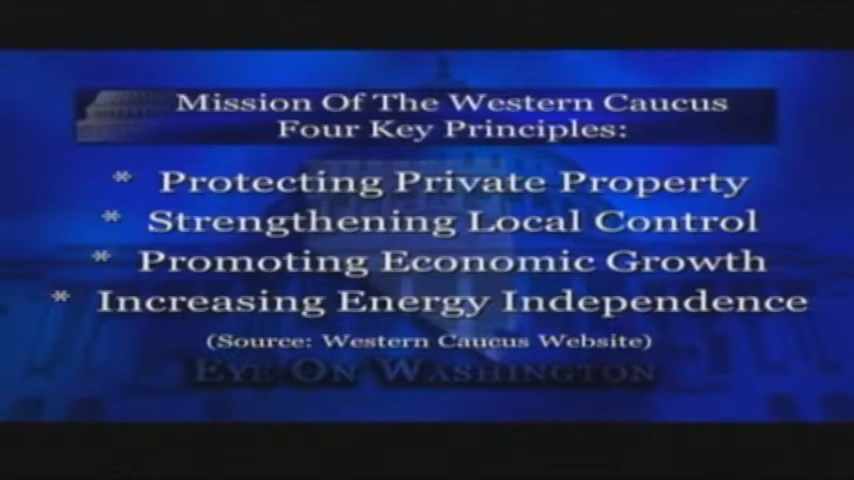 Mission Of The Western Caucus
Four Key Principles:
* Protecting Private Property
* Strengthening Local Control
* Promoting Economic Growth
* Increasing Energy Independence
(Source: Western Caucus Website)
Eye On Washington